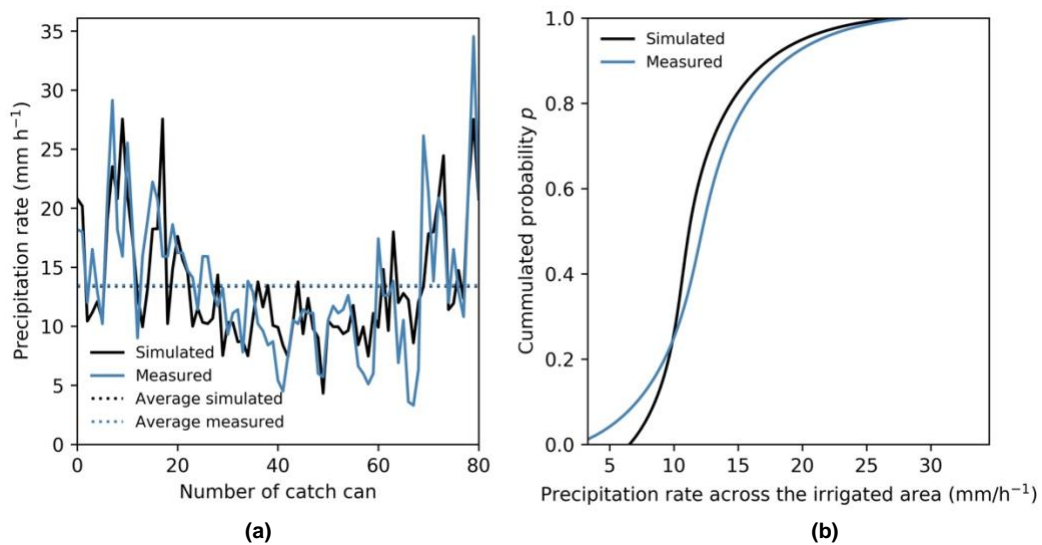 35
30
25
20
15
10
5
0
Precipitation rate (mm h⁻¹)
Simulated
Measured
Average simulated
Average measured
0 20 40 60 80
Number of catch can
(a)
1.0
0.8
0.6
0.4
0.2
0.0
Cummulated probability p
Simulated
Measured
5 10 15 20 25 30
Precipitation rate across the irrigated area (mm/h⁻¹)
(b)